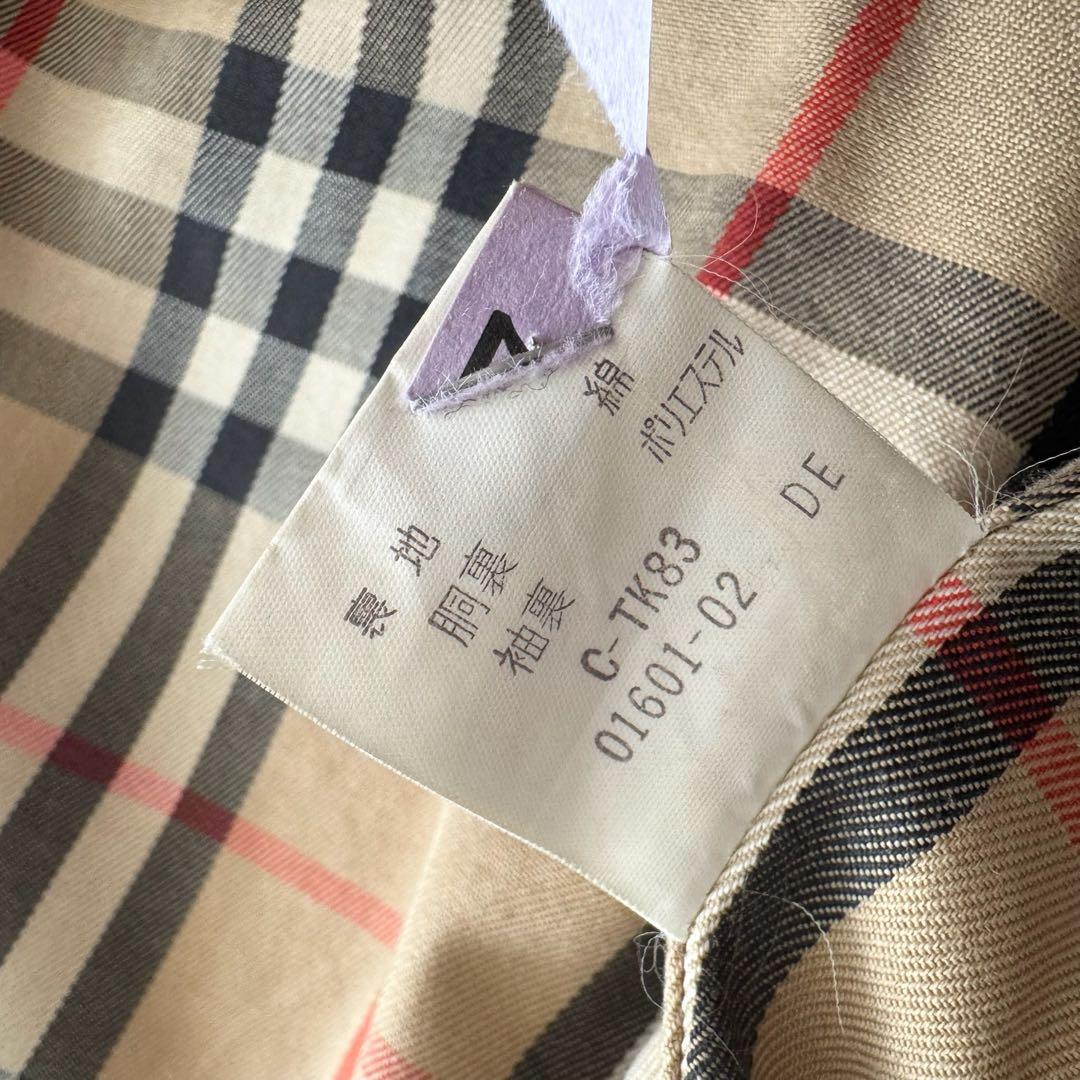 裏地
胴裏 綿
袖裏 ポリエステル
C-TK83
01601-02 DE